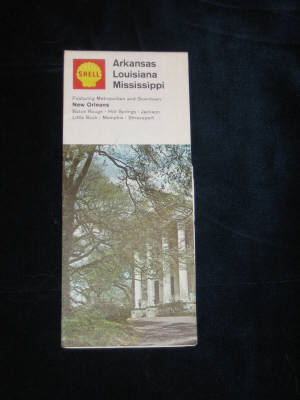 SHELL
Arkansas
Louisiana
Mississippi
Featuring Metropolitan and Downtown
New Orleans
Baton Rouge • Hot Springs • Jackson
Little Rock • Memphis • Shreveport